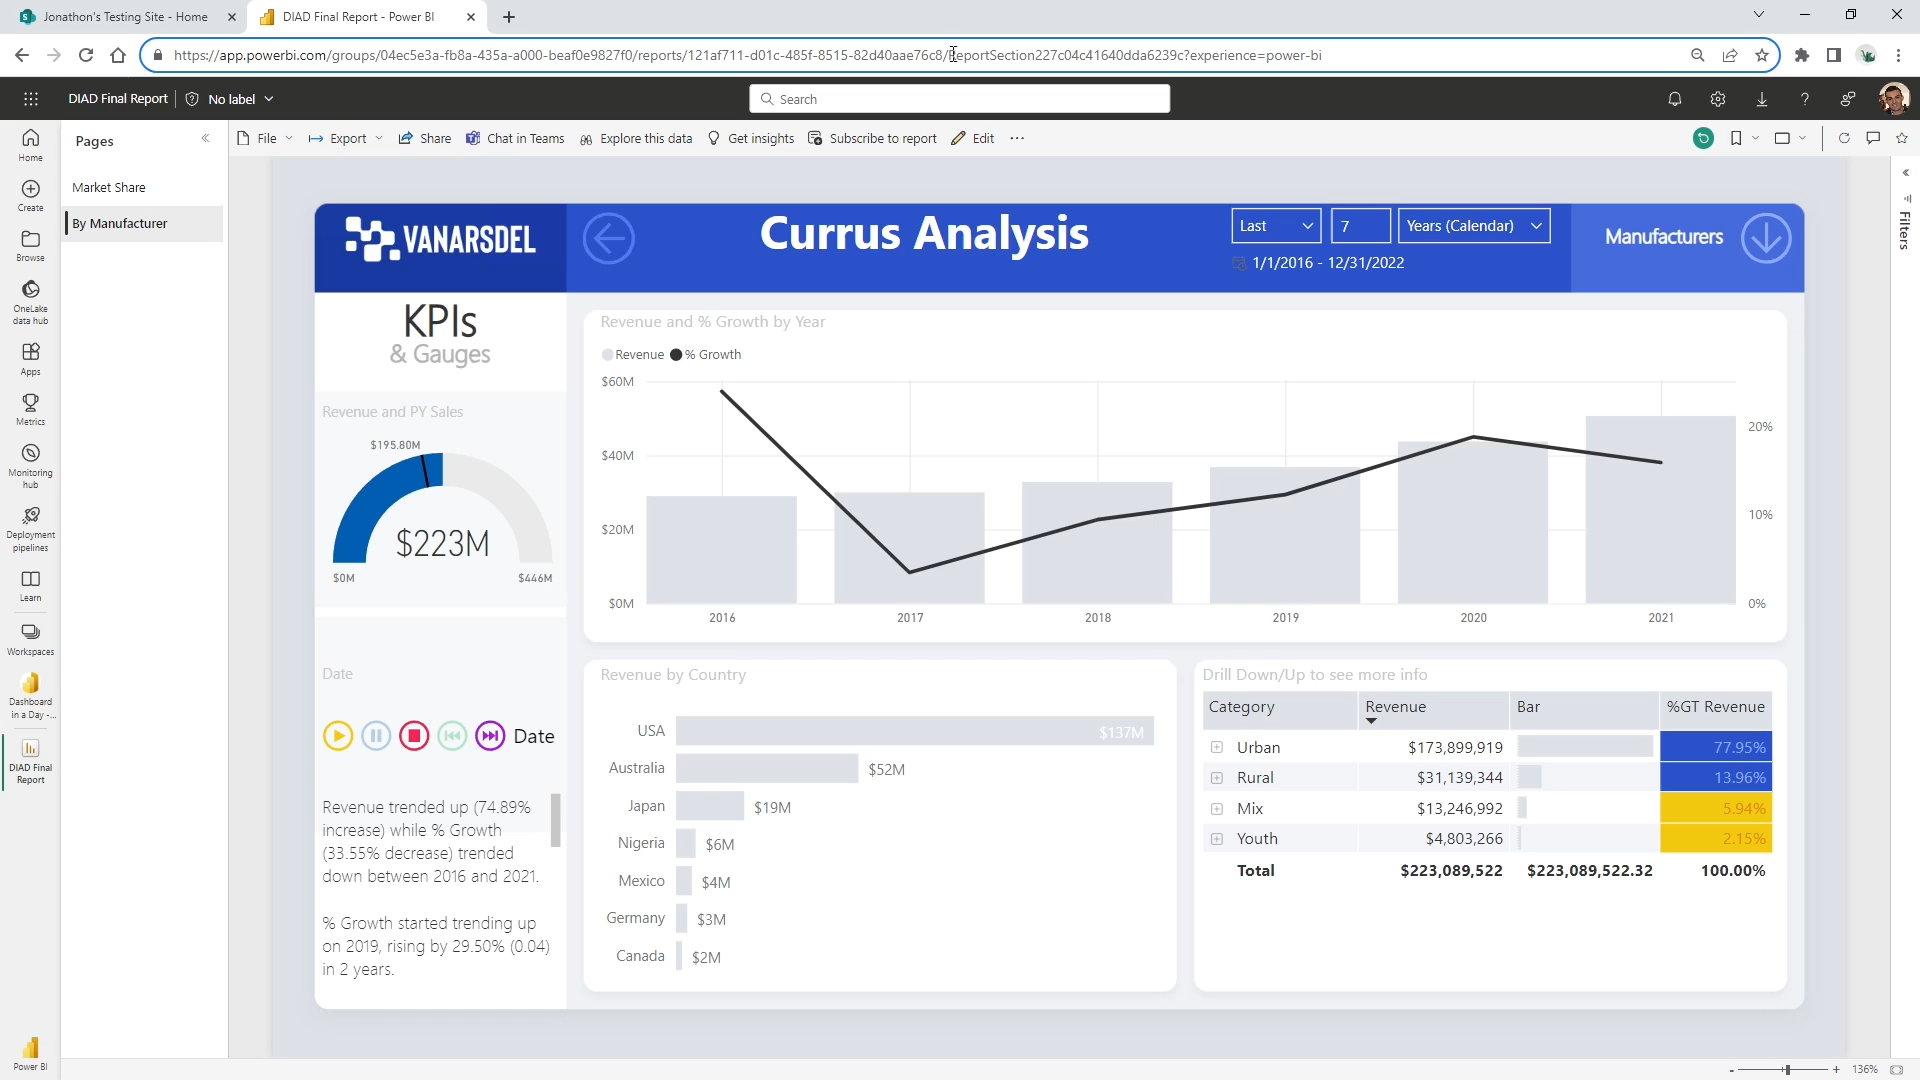 Jonathon's Testing Site - Home
DIAD Final Report - Power BI
https://app.powerbi.com/groups/04ec5e3a-fb8a-435a-a000-beaf0e9827f0/reports/121af711-d01c-485f-8515-82d40aae76c8/ReportSection227c04c41640dda6239c?experience=power-bi
DIAD Final Report
No label
Search
File
Export
Share
Chat in Teams
Explore this data
Get insights
Subscribe to report
Edit
Home
Create
Browse
OneLake
data hub
Apps
Metrics
Monitoring
hub
Deployment
pipelines
Learn
Workspaces
Dashboard
in a Day -...
DIAD Final
Report
Power BI
Pages
Market Share
By Manufacturer
VANARSDEL
Currus Analysis
Last
7
Years (Calendar)
1/1/2016 - 12/31/2022
Manufacturers
Filters
KPIs
& Gauges
Revenue and PY Sales
$195.80M
$223M
$0M
$446M
Date
Date
Revenue trended up (74.89%
increase) while % Growth
(33.55% decrease) trended
down between 2016 and 2021.
% Growth started trending up
on 2019, rising by 29.50% (0.04)
in 2 years.
Revenue and % Growth by Year
Revenue
% Growth
$60M
$40M
$20M
$0M
20%
10%
0%
2016
2017
2018
2019
2020
2021
Revenue by Country
USA
$137M
Australia
$52M
Japan
$19M
Nigeria
$6M
Mexico
$4M
Germany
$3M
Canada
$2M
Drill Down/Up to see more info
Category Revenue Bar %GT Revenue
Urban $173,899,919 77.95%
Rural $31,139,344 13.96%
Mix $13,246,992 5.94%
Youth $4,803,266 2.15%
Total $223,089,522 $223,089,522.32 100.00%
- + 136%